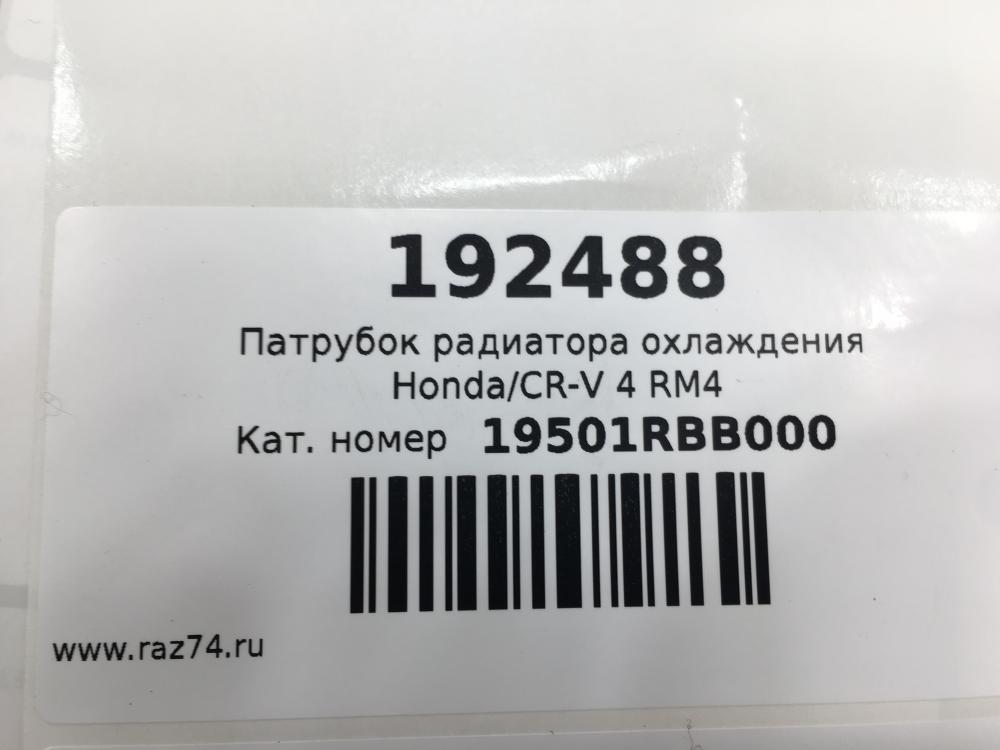 192488
Патрубок радиатора охлаждения
Honda/CR-V 4 RM4
Кат. номер 19501RBB000
www.raz74.ru